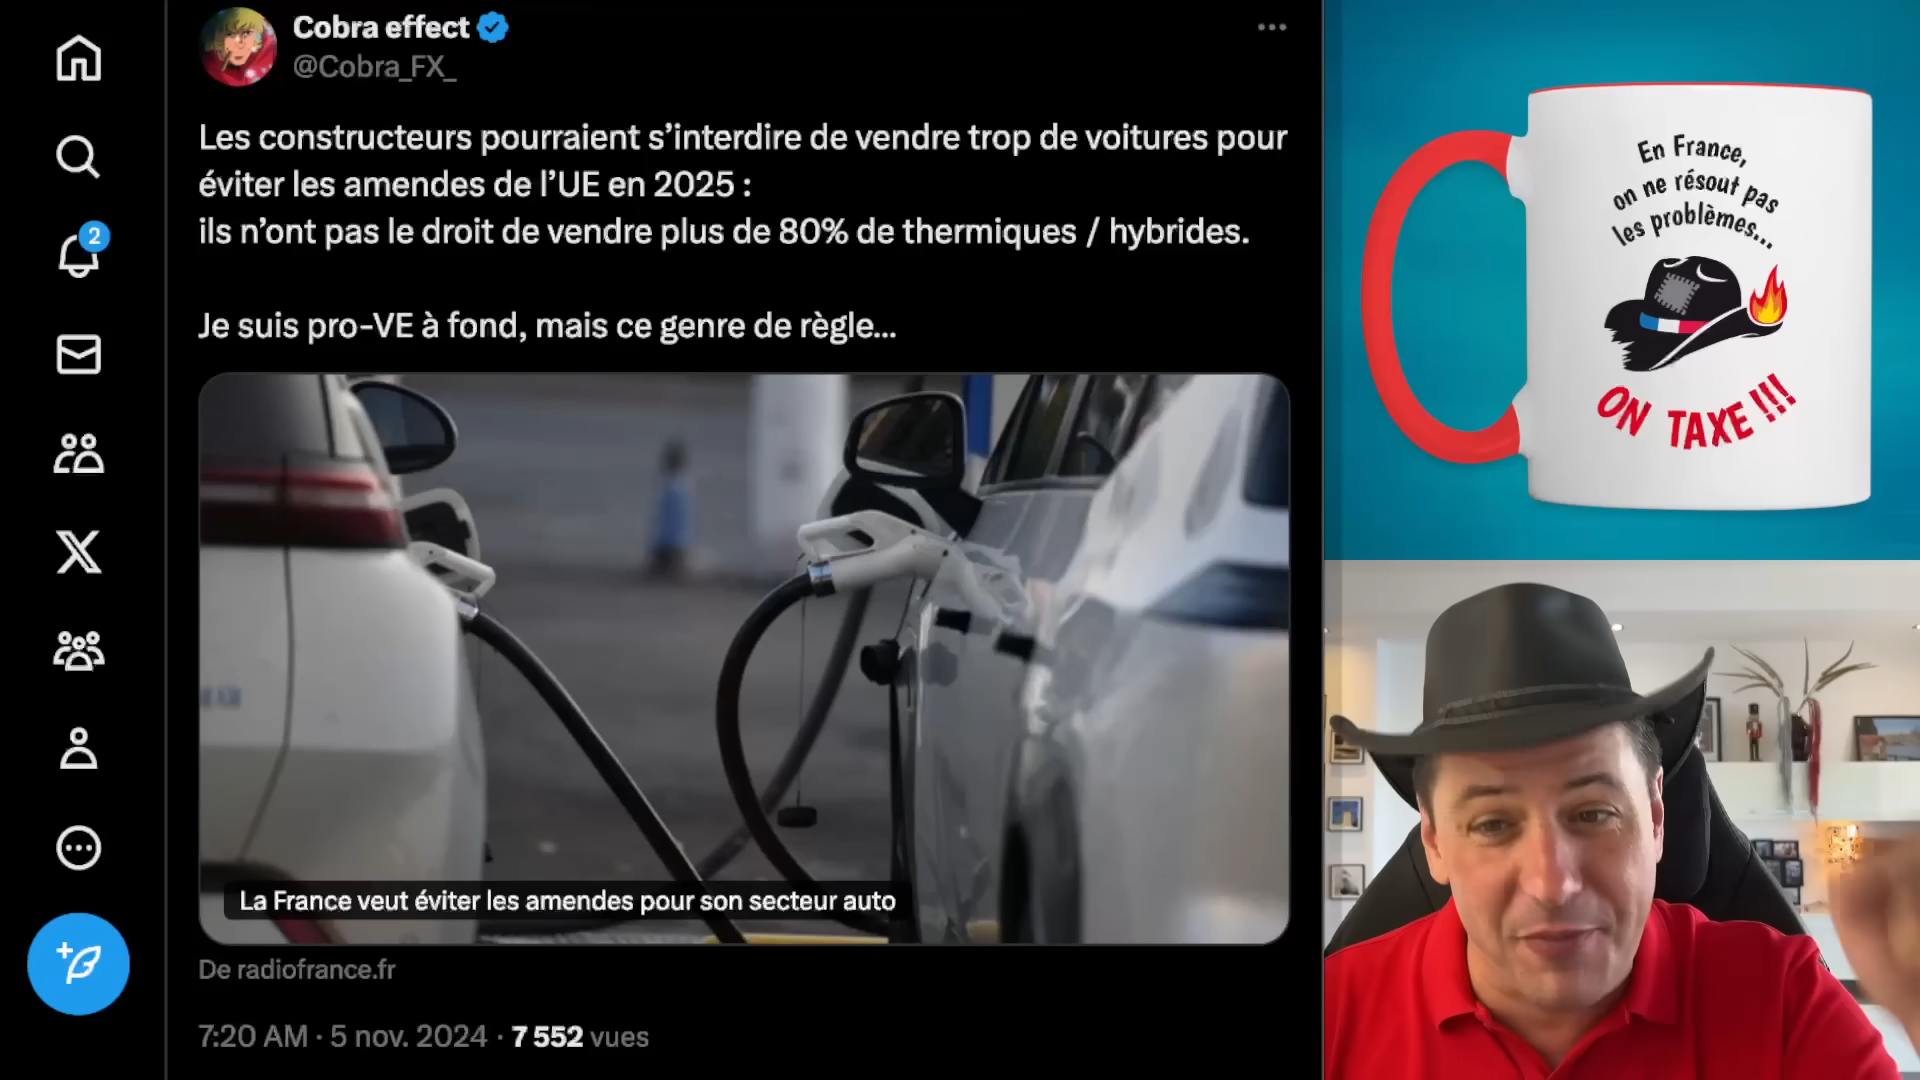 Cobra effect
@Cobra_FX_
Les constructeurs pourraient s’interdire de vendre trop de voitures pour
éviter les amendes de l’UE en 2025 :
ils n’ont pas le droit de vendre plus de 80% de thermiques / hybrides.
Je suis pro-VE à fond, mais ce genre de règle...
La France veut éviter les amendes pour son secteur auto
De radiofrance.fr
7:20 AM · 5 nov. 2024 · 7 552 vues
2
En France,
on ne résout pas
les problèmes...
ON TAXE !!!